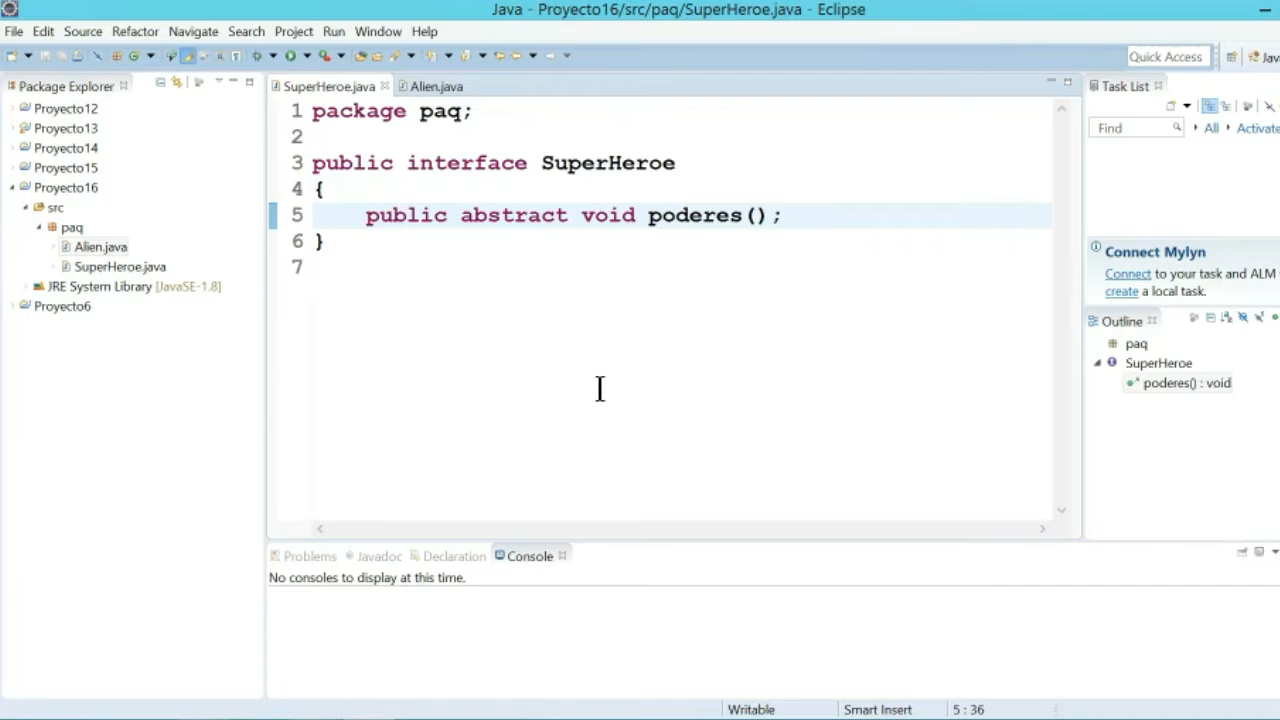 Java - Proyecto16/src/paq/SuperHeroe.java - Eclipse
File Edit Source Refactor Navigate Search Project Run Window Help
Quick Access
Jav
Package Explorer
Proyecto12
Proyecto13
Proyecto14
Proyecto15
Proyecto16
src
paq
Alien.java
SuperHeroe.java
JRE System Library [JavaSE-1.8]
Proyecto6
SuperHeroe.java Alien.java
1 package paq;
2
3 public interface SuperHeroe
4 {
5 public abstract void poderes();
6 }
7
Task List
Find All Activate
Connect Mylyn
Connect to your task and ALM
create a local task.
Outline
paq
SuperHeroe
poderes() : void
Problems Javadoc Declaration Console
No consoles to display at this time.
Writable Smart Insert 5 : 36